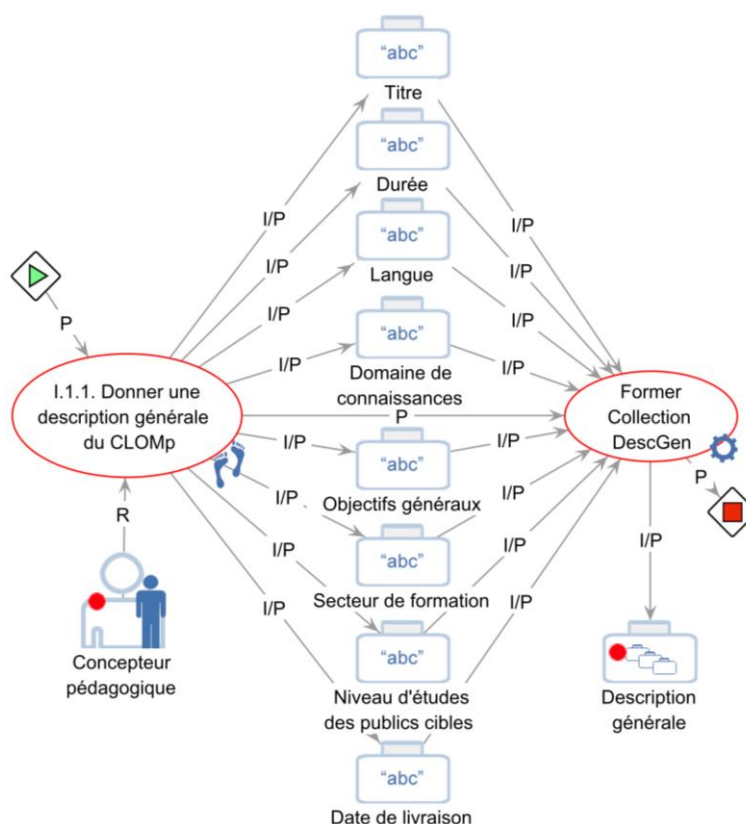 “abc”
Titre
“abc”
Durée
I/P
I/P
I/P
“abc”
I/P
Langue
I/P
I/P
P
“abc”
I/P
I/P
Domaine de
connaissances
I.1.1. Donner une
description générale
du CLOMp
P
Former
Collection
DescGen
I/P
“abc”
I/P
P
Objectifs généraux
I/P
I/P
R
“abc”
I/P
I/P
I/P
Secteur de formation
I/P
I/P
“abc”
Concepteur
pédagogique
Niveau d'études
des publics cibles
Description
générale
“abc”
Date de livraison